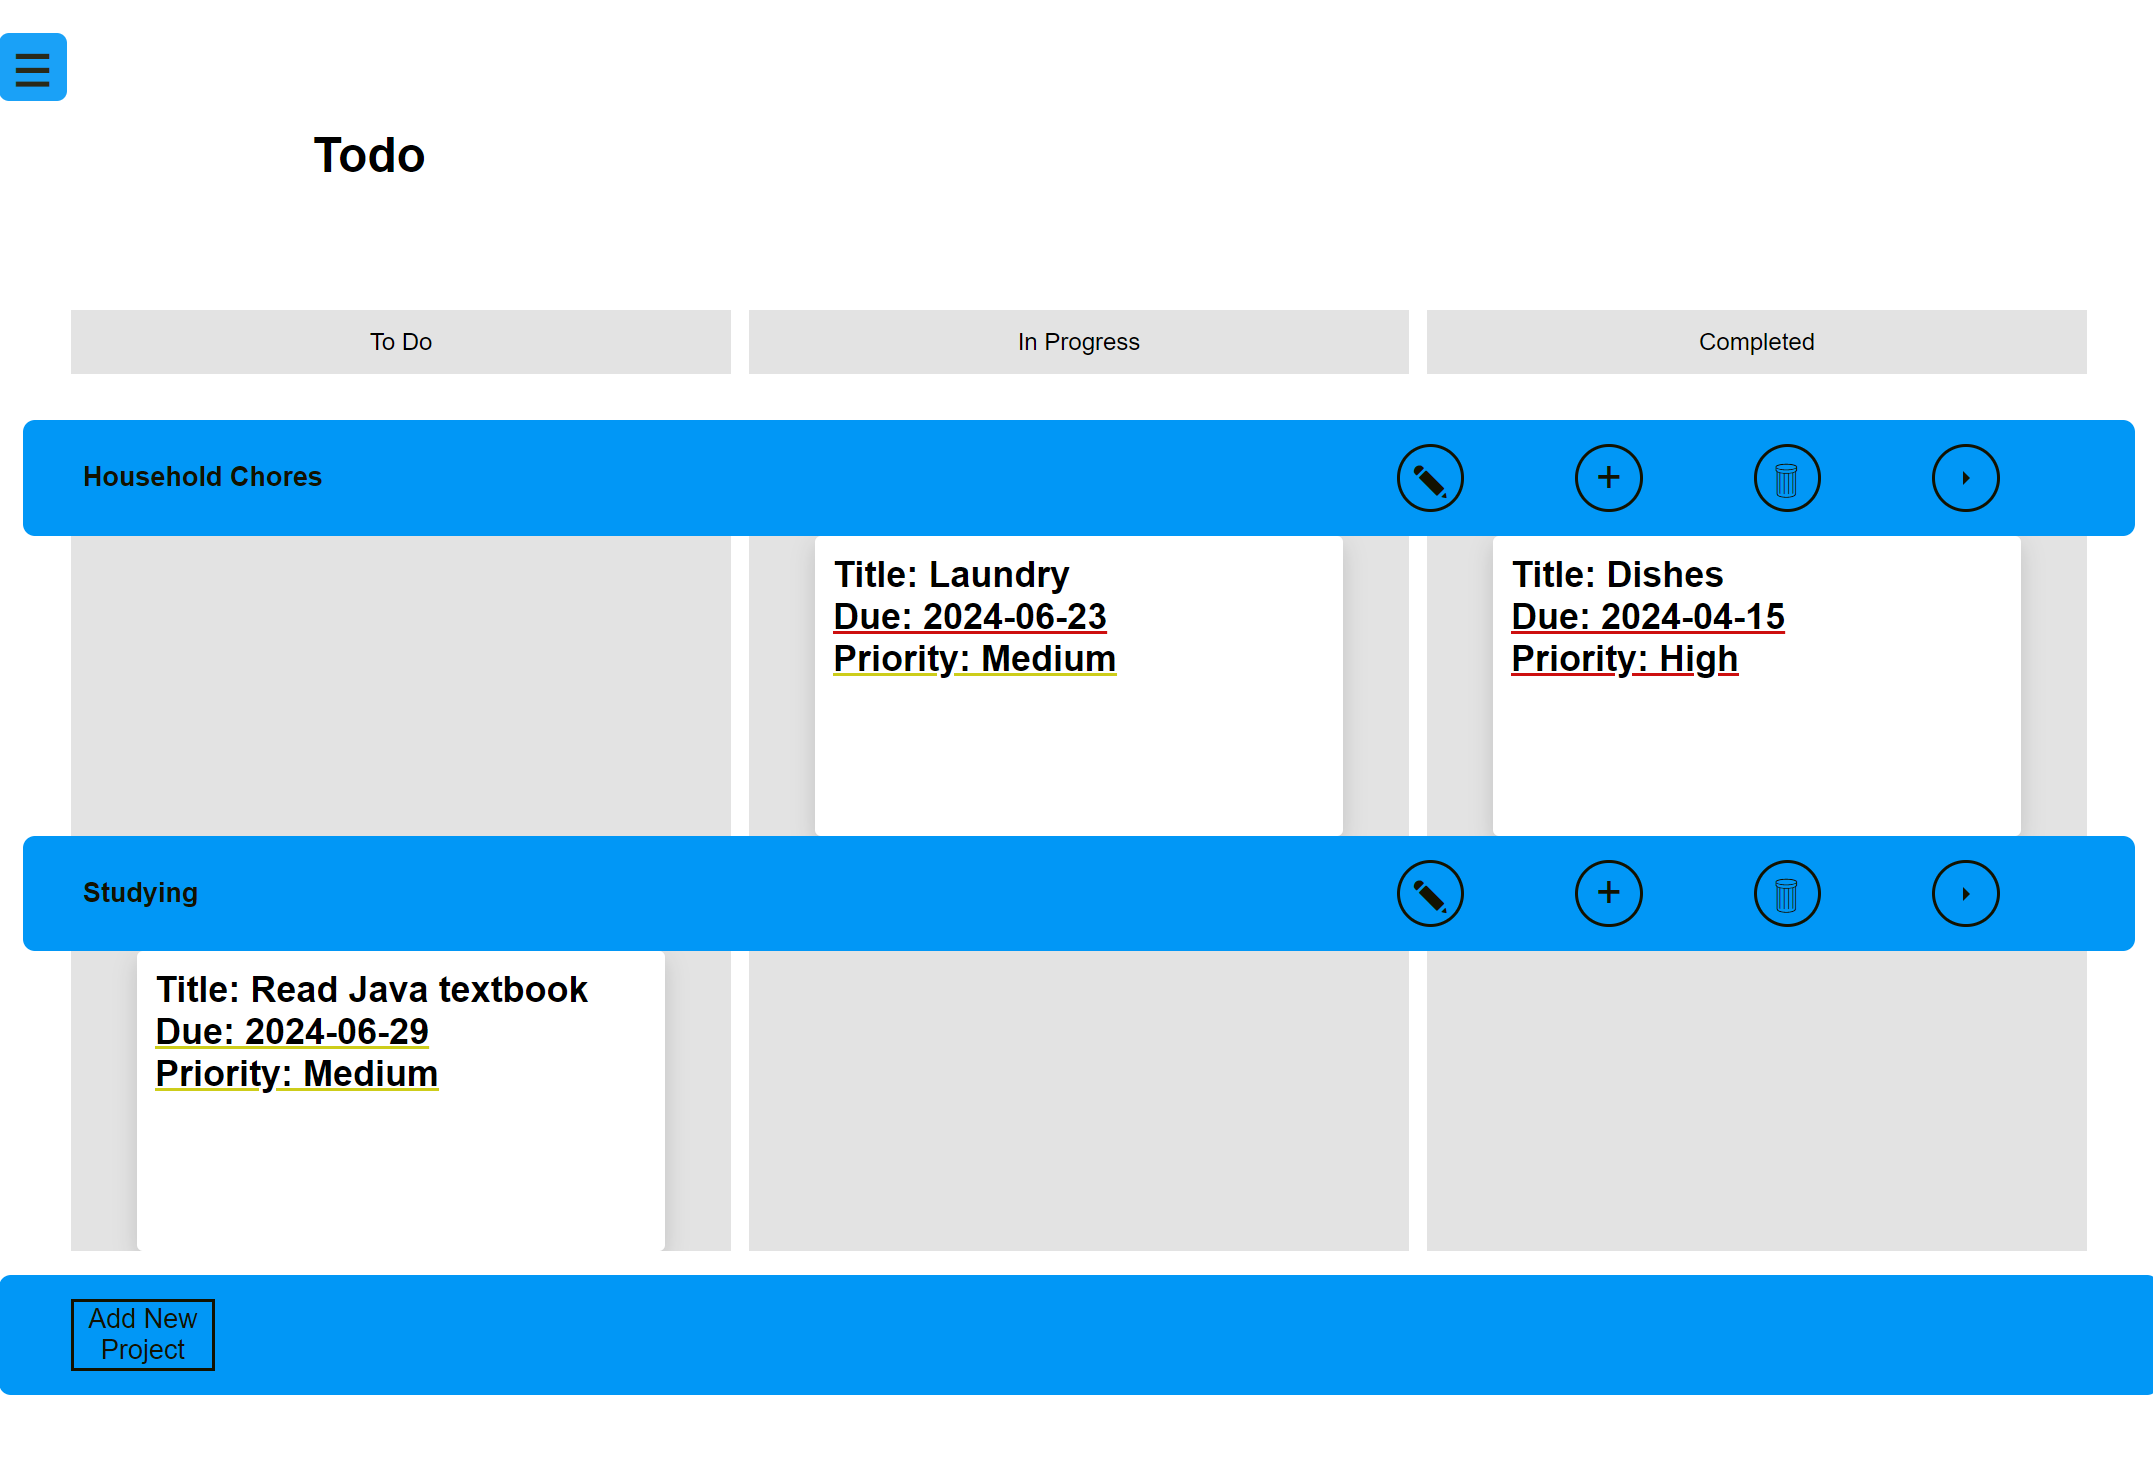 Todo
To Do
In Progress
Completed
Household Chores
Title: Laundry
Due: 2024-06-23
Priority: Medium
Title: Dishes
Due: 2024-04-15
Priority: High
Studying
Title: Read Java textbook
Due: 2024-06-29
Priority: Medium
Add New
Project